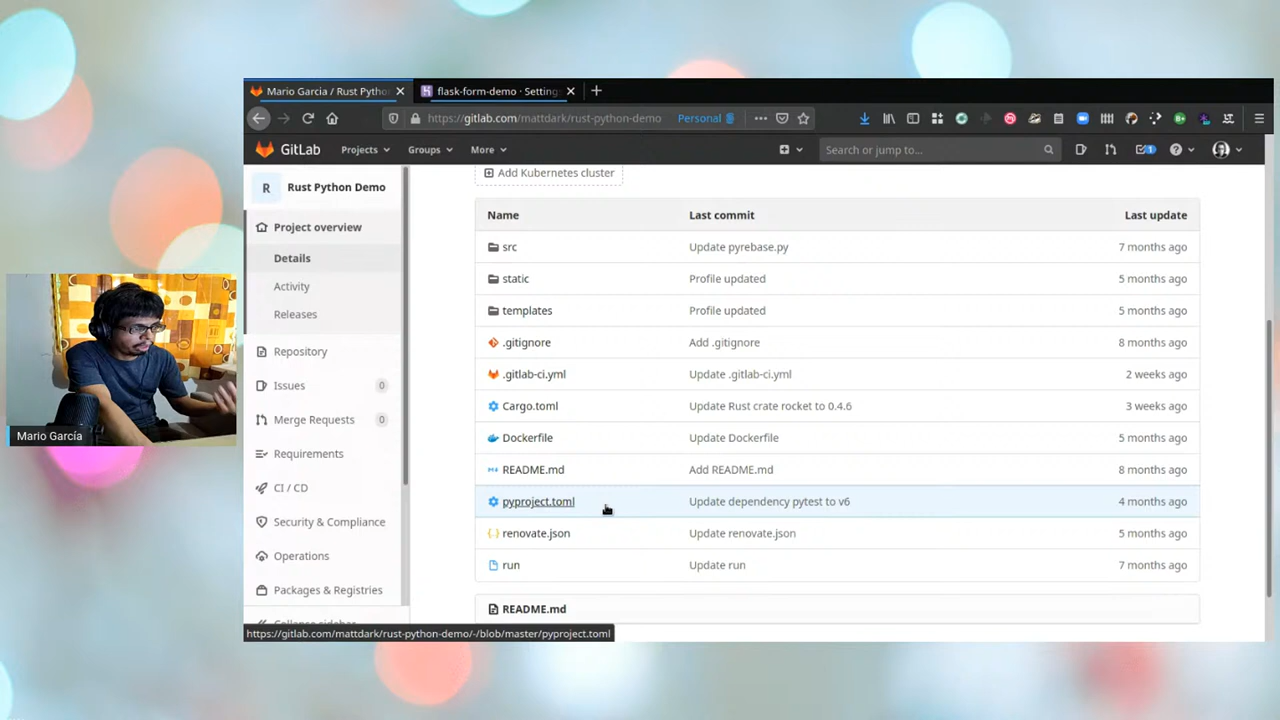 Mario Garcia / Rust Pytho
flask-form-demo · Setting
https://gitlab.com/mattdark/rust-python-demo
Personal
GitLab
Projects
Groups
More
Search or jump to...
1
R
Rust Python Demo
Project overview
Details
Activity
Releases
Repository
Issues
0
Merge Requests
0
Requirements
CI / CD
Security & Compliance
Operations
Packages & Registries
Collapse sidebar
Add Kubernetes cluster
Name Last commit Last update
src Update pyrebase.py 7 months ago
static Profile updated 5 months ago
templates Profile updated 5 months ago
.gitignore Add .gitignore 8 months ago
.gitlab-ci.yml Update .gitlab-ci.yml 2 weeks ago
Cargo.toml Update Rust crate rocket to 0.4.6 3 weeks ago
Dockerfile Update Dockerfile 5 months ago
README.md Add README.md 8 months ago
pyproject.toml Update dependency pytest to v6 4 months ago
renovate.json Update renovate.json 5 months ago
run Update run 7 months ago
README.md
https://gitlab.com/mattdark/rust-python-demo/-/blob/master/pyproject.toml
Mario García